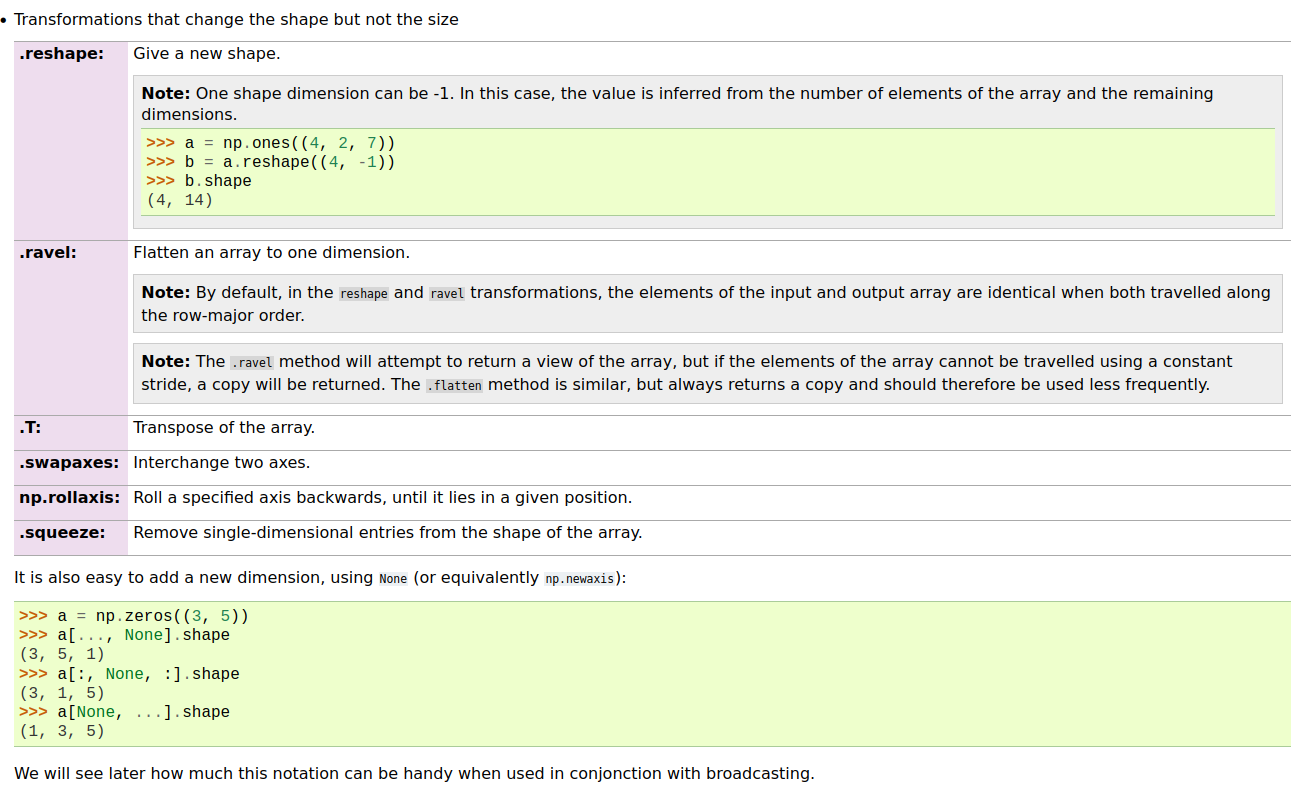 • Transformations that change the shape but not the size
.reshape: Give a new shape.
Note: One shape dimension can be -1. In this case, the value is inferred from the number of elements of the array and the remaining
dimensions.
>>> a = np.ones((4, 2, 7))
>>> b = a.reshape((4, -1))
>>> b.shape
(4, 14)
.ravel: Flatten an array to one dimension.
Note: By default, in the reshape and ravel transformations, the elements of the input and output array are identical when both travelled along
the row-major order.
Note: The .ravel method will attempt to return a view of the array, but if the elements of the array cannot be travelled using a constant
stride, a copy will be returned. The .flatten method is similar, but always returns a copy and should therefore be used less frequently.
.T: Transpose of the array.
.swapaxes: Interchange two axes.
np.rollaxis: Roll a specified axis backwards, until it lies in a given position.
.squeeze: Remove single-dimensional entries from the shape of the array.
It is also easy to add a new dimension, using None (or equivalently np.newaxis):
>>> a = np.zeros((3, 5))
>>> a[..., None].shape
(3, 5, 1)
>>> a[:, None, :].shape
(3, 1, 5)
>>> a[None, ...].shape
(1, 3, 5)
We will see later how much this notation can be handy when used in conjonction with broadcasting.